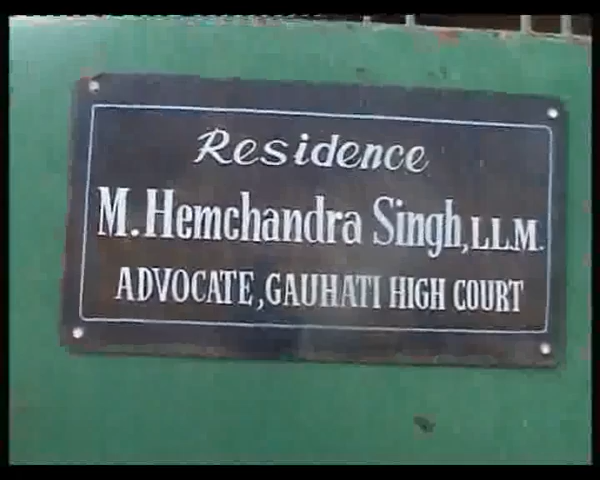 Residence
M. Hemchandra Singh, LL.M.
ADVOCATE, GAUHATI HIGH COURT